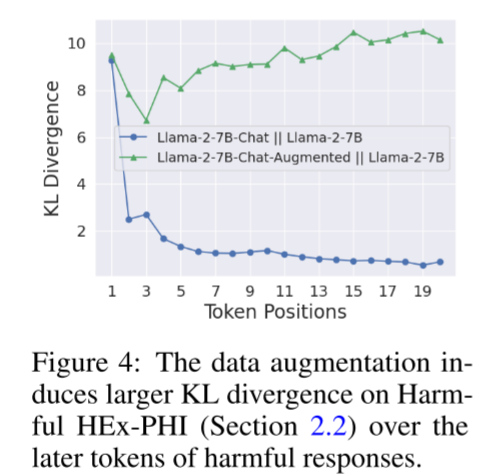 10
8
6
4
2
KL Divergence
Llama-2-7B-Chat || Llama-2-7B
Llama-2-7B-Chat-Augmented || Llama-2-7B
1 3 5 7 9 11 13 15 17 19
Token Positions
Figure 4: The data augmentation in-
duces larger KL divergence on Harm-
ful HEx-PHI (Section 2.2) over the
later tokens of harmful responses.